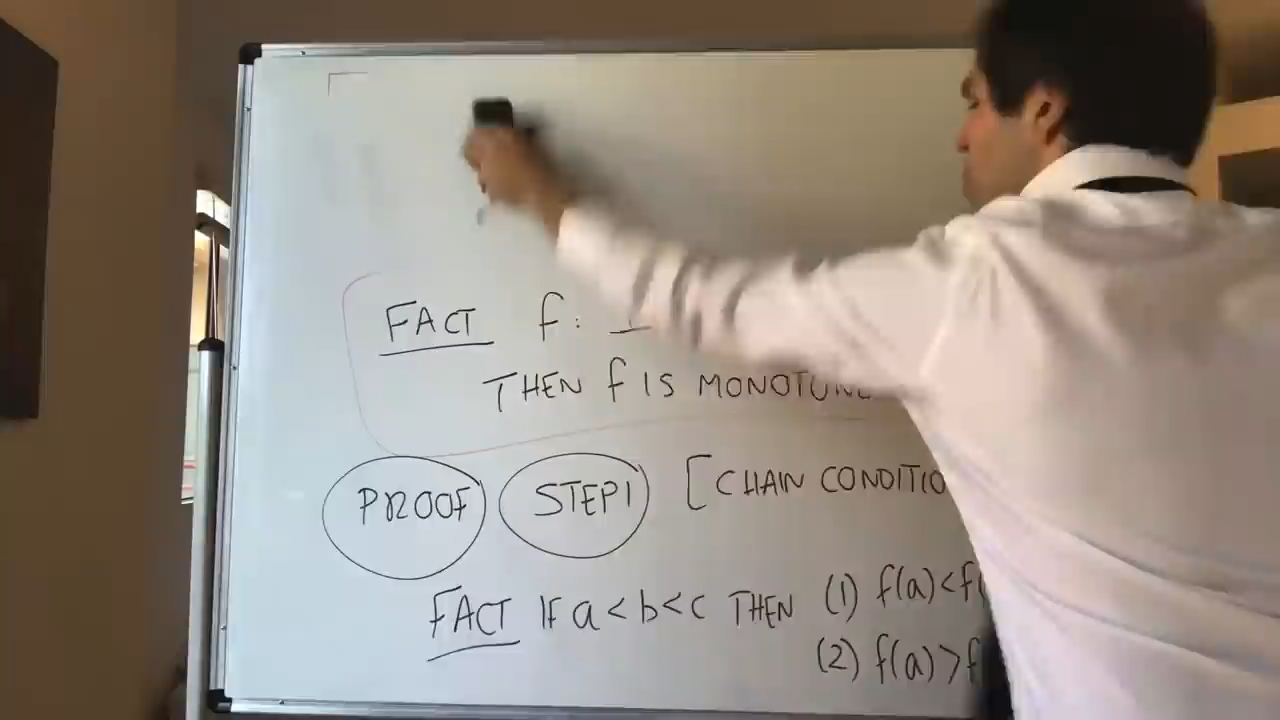 FACT f: I
THEN f IS MONOTONE
PROOF STEP1 [CHAIN CONDITIO
FACT IF a < b < c THEN (1) f(a) < f(
(2) f(a) > f